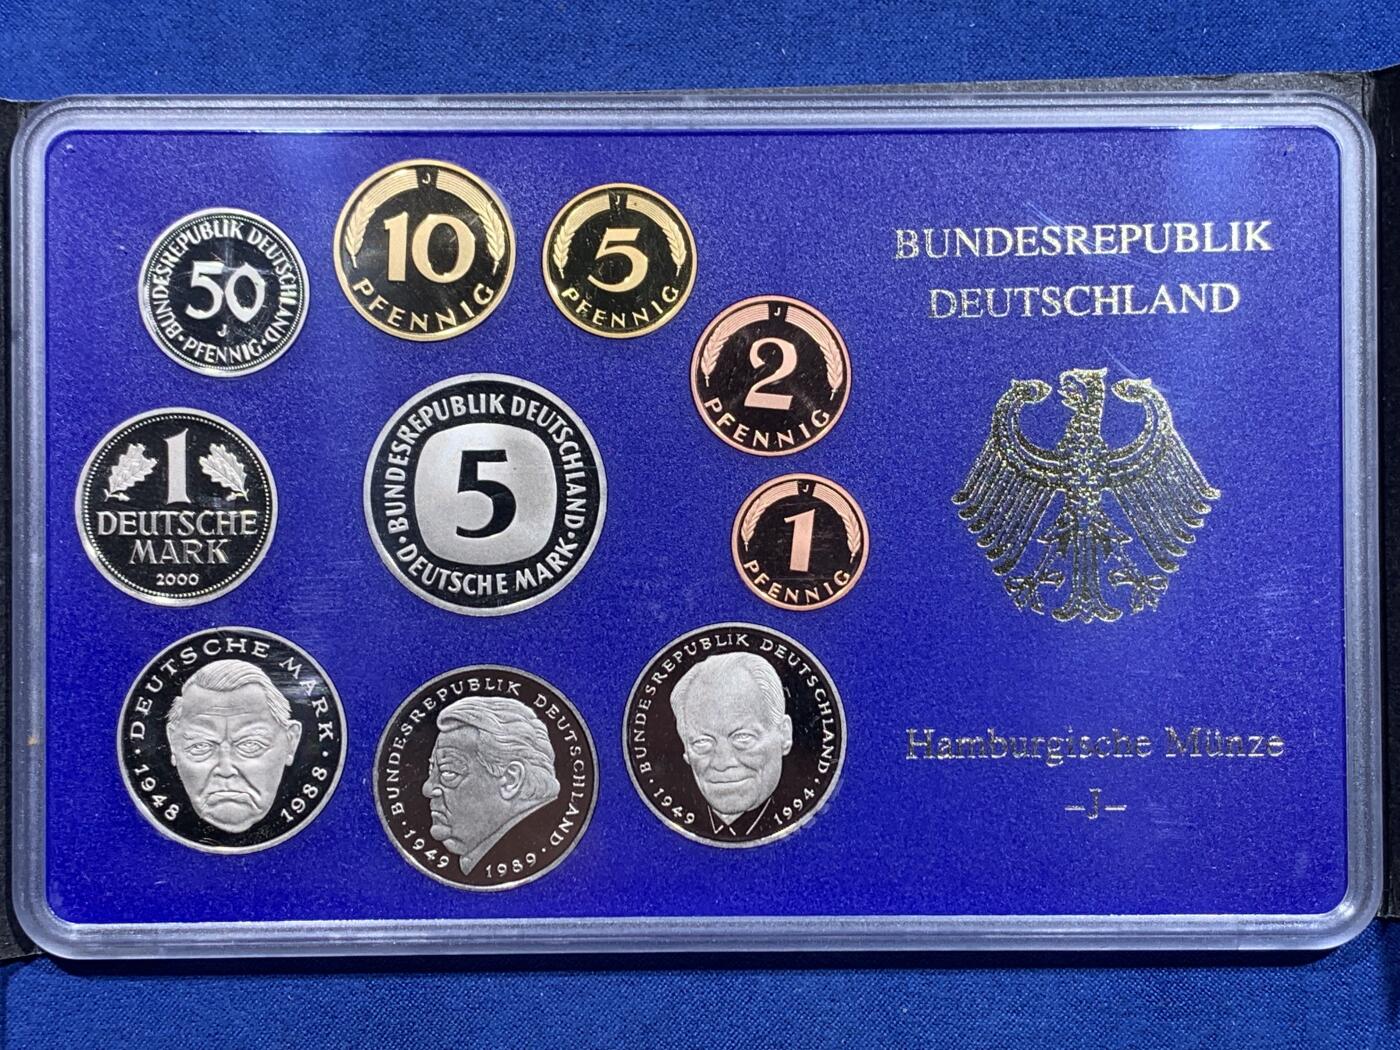 BUNDESREPUBLIK DEUTSCHLAND
50
J
PFENNIG
J
10
PFENNIG
J
5
PFENNIG
J
2
PFENNIG
J
1
PFENNIG
1
DEUTSCHE
MARK
2000
BUNDESREPUBLIK DEUTSCHLAND
5
DEUTSCHE MARK
DEUTSCHE MARK
1948 1988
BUNDESREPUBLIK DEUTSCHLAND
1949 1989
BUNDESREPUBLIK DEUTSCHLAND
1949 1994
BUNDESREPUBLIK
DEUTSCHLAND
Hamburgische Münze
–J–